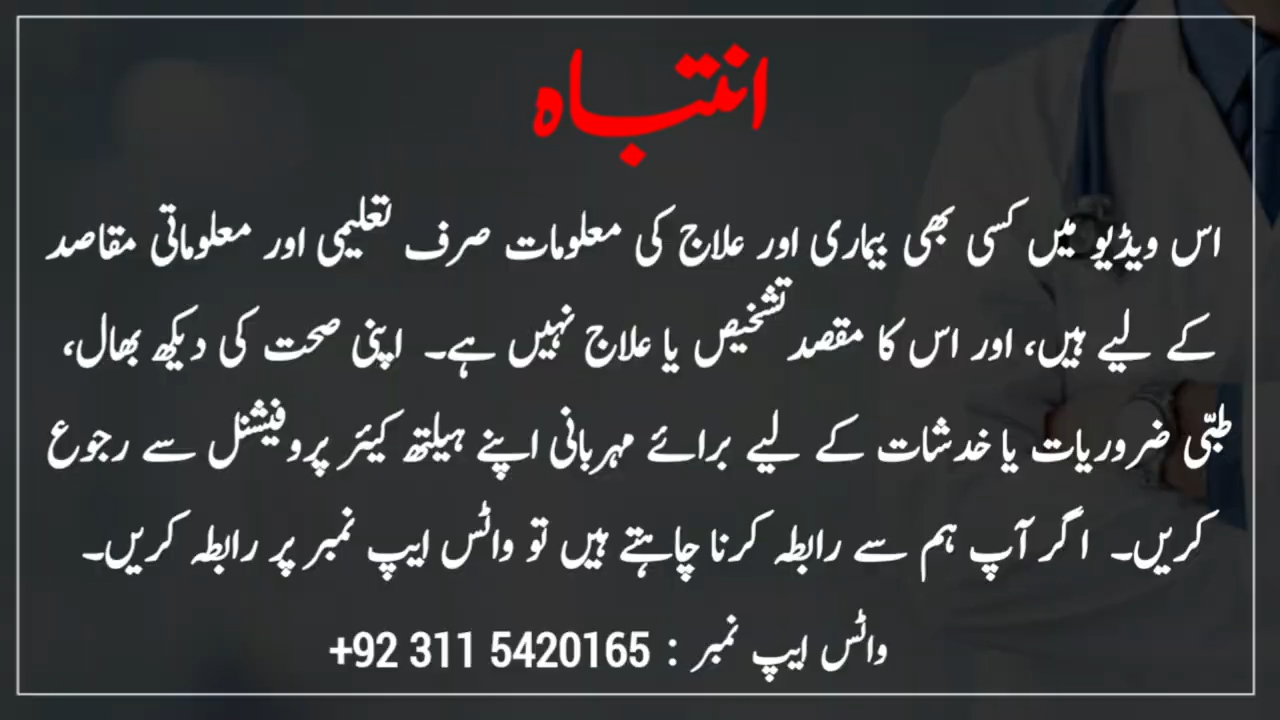 انتباہ
اس ویڈیو میں کسی بھی بیماری اور علاج کی معلومات صرف تعلیمی اور معلوماتی مقاصد
کے لیے ہیں، اور اس کا مقصد تشخیص یا علاج نہیں ہے۔ اپنی صحت کی دیکھ بھال،
طبّی ضروریات یا خدشات کے لیے برائے مہربانی اپنے ہیلتھ کیئر پروفیشنل سے رجوع
کریں۔ اگر آپ ہم سے رابطہ کرنا چاہتے ہیں تو واٹس ایپ نمبر پر رابطہ کریں۔
واٹس ایپ نمبر : +92 311 5420165